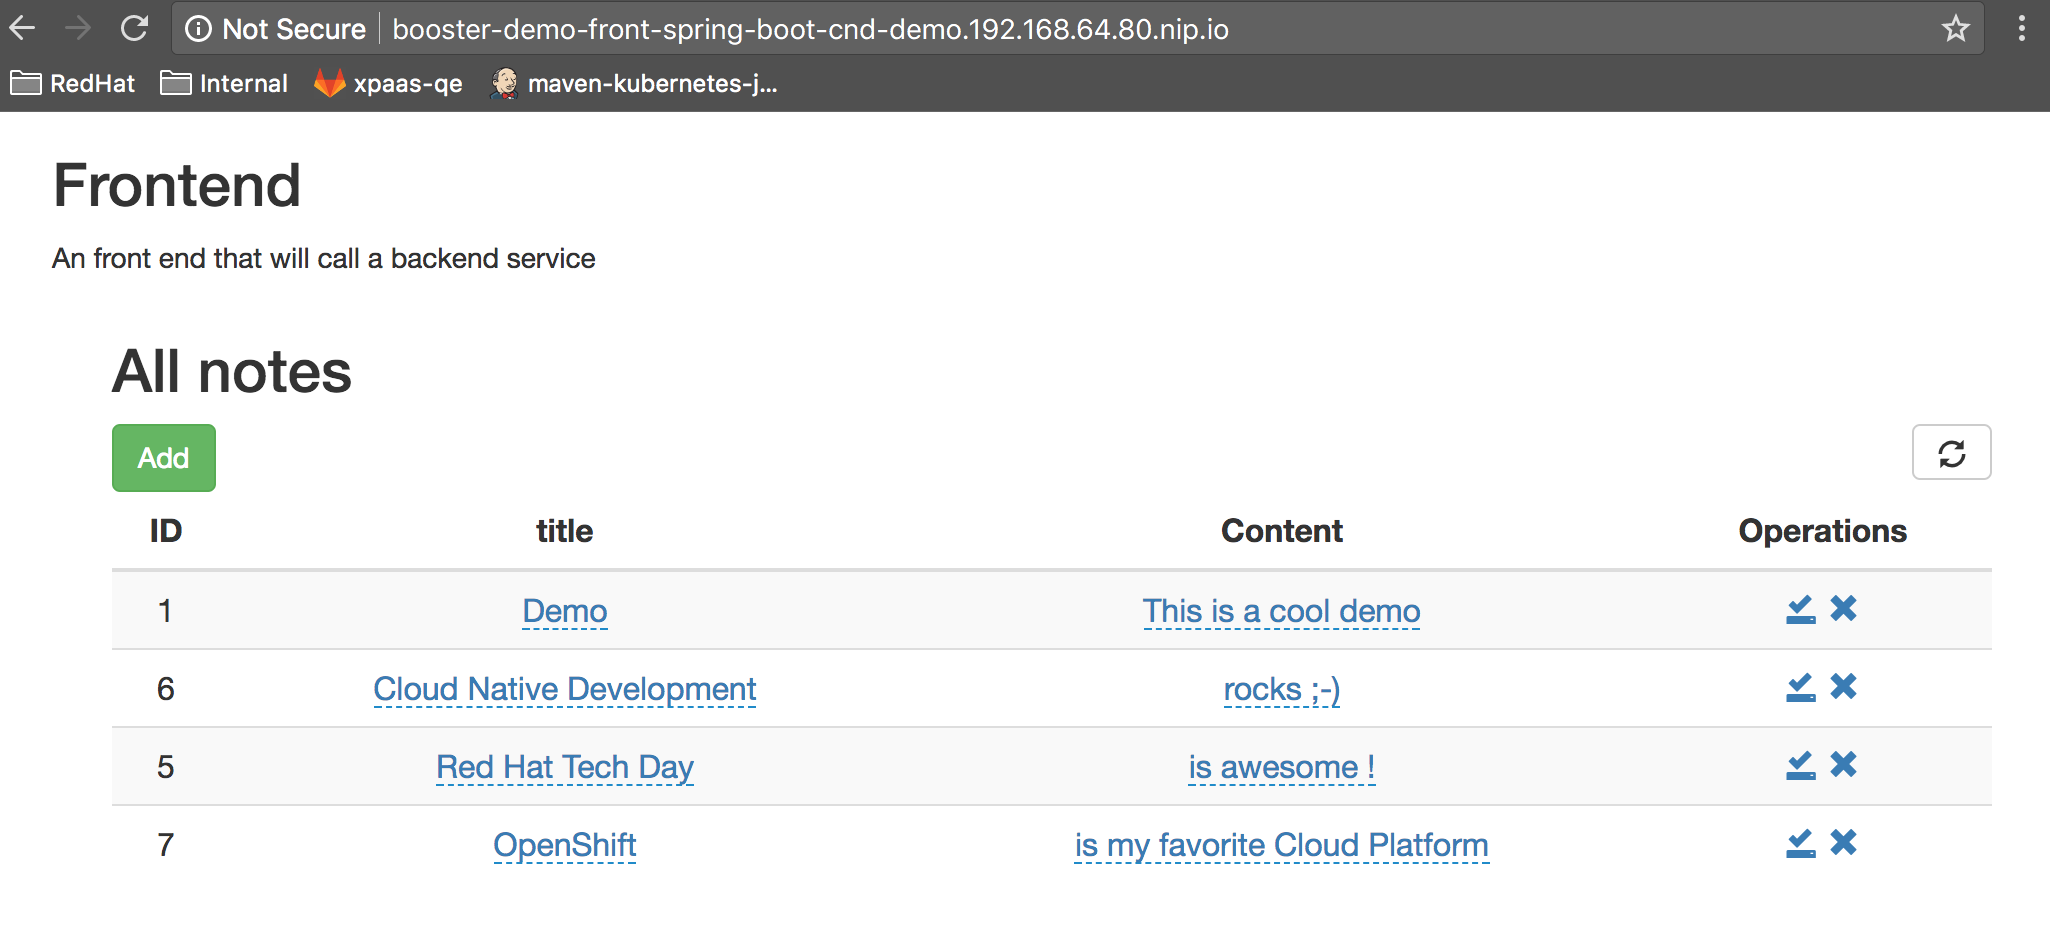 Not Secure booster-demo-front-spring-boot-cnd-demo.192.168.64.80.nip.io
RedHat Internal xpaas-qe maven-kubernetes-j...
Frontend
An front end that will call a backend service
All notes
Add
ID title Content Operations
1 Demo This is a cool demo
6 Cloud Native Development rocks ;-)
5 Red Hat Tech Day is awesome !
7 OpenShift is my favorite Cloud Platform